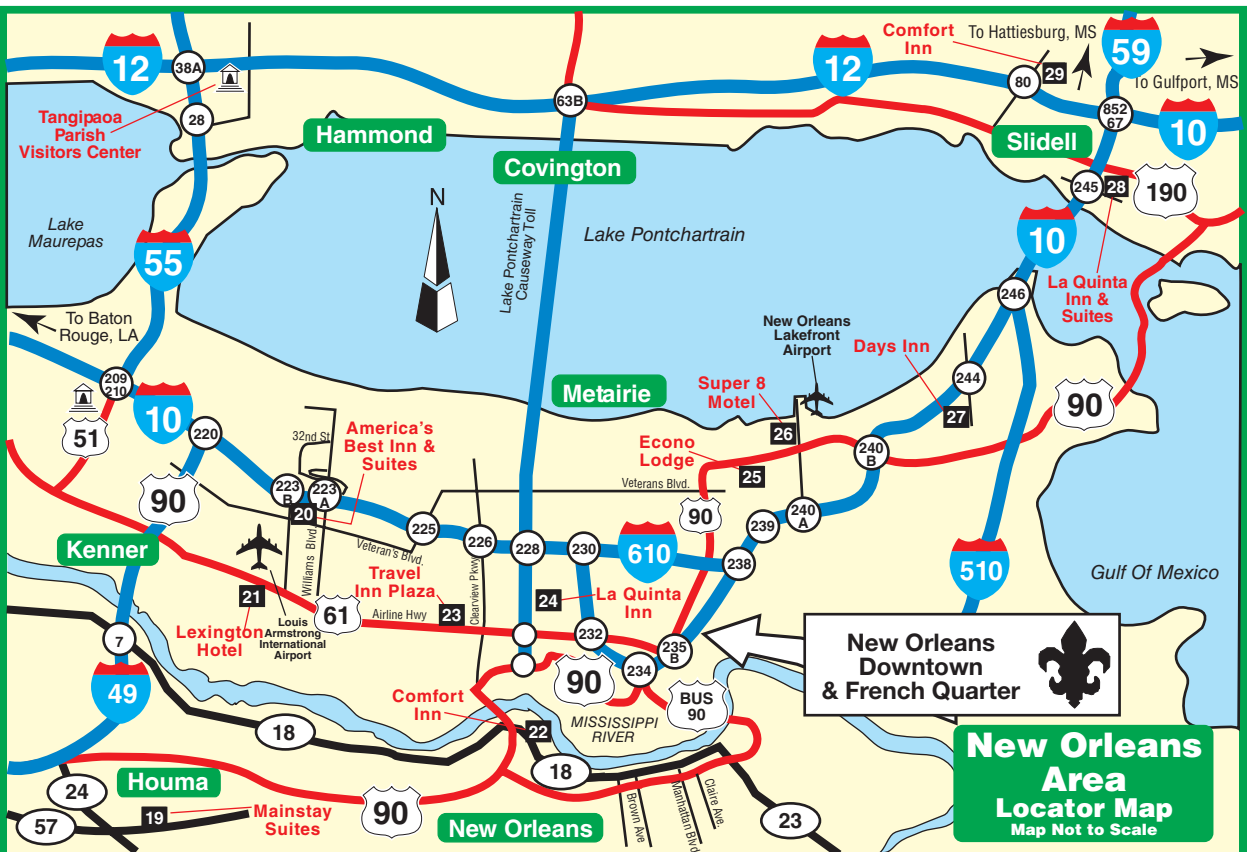 Comfort
Inn
To Hattiesburg, MS
59
12
38A
12
80
29
To Gulfport, MS
63B
852
67
10
Tangipaoa
Parish
Visitors Center
28
Hammond
Covington
Slidell
245
28
190
N
Lake
Maurepas
55
Lake Pontchartrain
Causeway Toll
Lake Pontchartrain
10
La Quinta
Inn &
Suites
246
To Baton
Rouge, LA
New Orleans
Lakefront
Airport
Days Inn
209
210
10
Metairie
Super 8
Motel
244
27
90
51
220
32nd St.
America's
Best Inn &
Suites
26
Econo
Lodge
25
240
B
90
223
B
223
A
20
Veterans Blvd.
90
240
A
239
225
226
228
230
610
238
Kenner
Williams Blvd.
Veteran's Blvd.
Clearview Pkwy
510
Gulf Of Mexico
21
Travel
Inn Plaza
23
24
La Quinta
Inn
61
Airline Hwy
Lexington
Hotel
Louis
Armstrong
International
Airport
7
232
235
B
234
New Orleans
Downtown
& French Quarter
49
90
BUS
90
Comfort
Inn
22
MISSISSIPPI
RIVER
18
18
New Orleans
Area
Locator Map
Map Not to Scale
Houma
24
57
19
Mainstay
Suites
90
New Orleans
Brown Ave
Manhattan Blvd
Claire Ave.
23